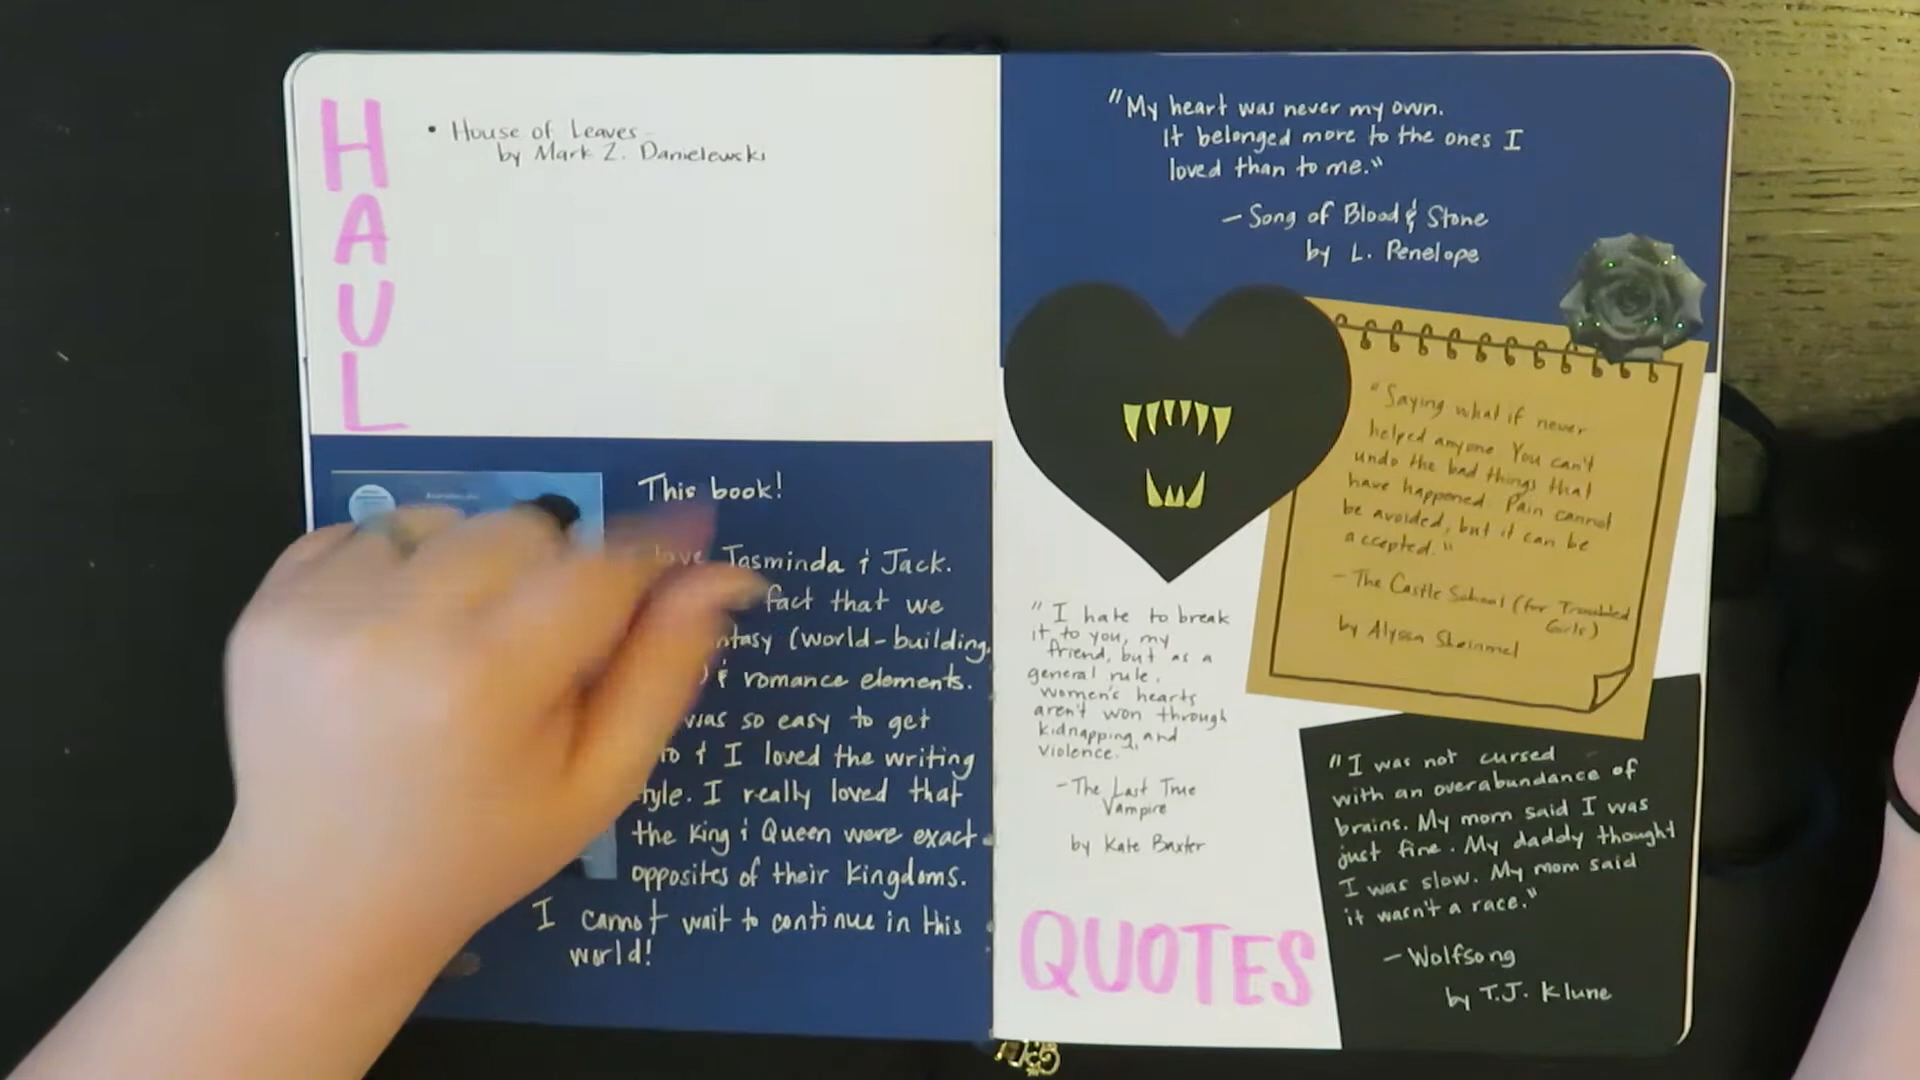 HAUL
• House of Leaves
by Mark Z. Danielewski
This book!
love Jasminda & Jack.
fact that we
(world-building,
& romance elements.
was so easy to get
& I loved the writing
style. I really loved that
the King & Queen were exact
opposites of their Kingdoms.
I cannot wait to continue in this
world!
"My heart was never my own.
It belonged more to the ones I
loved than to me."
- Song of Blood & Stone
by L. Penelope
"Saying what if never
helped anyone. You can't
undo the bad things that
have happened. Pain cannot
be avoided, but it can be
accepted."
- The Castle School (for Troubled
Girls)
by Alyssa Sheinmel
"I hate to break
it to you, my
friend, but as a
general rule,
women's hearts
aren't won through
kidnapping and
violence."
- The Last True
Vampire
by Kate Baxter
"I was not cursed
with an overabundance of
brains. My mom said I was
just fine. My daddy thought
I was slow. My mom said
it wasn't a race."
- Wolfsong
by T.J. Klune
QUOTES